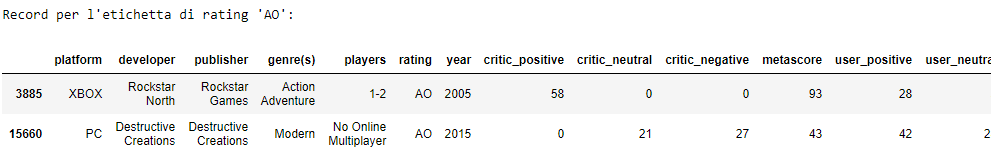 Record per l'etichetta di rating 'AO':
platform developer publisher genre(s) players rating year critic_positive critic_neutral critic_negative metascore user_positive user_neutra
3885 XBOX Rockstar North Rockstar Games Action Adventure 1-2 AO 2005 58 0 0 93 28
15660 PC Destructive Creations Destructive Creations Modern No Online Multiplayer AO 2015 0 21 27 43 42 2